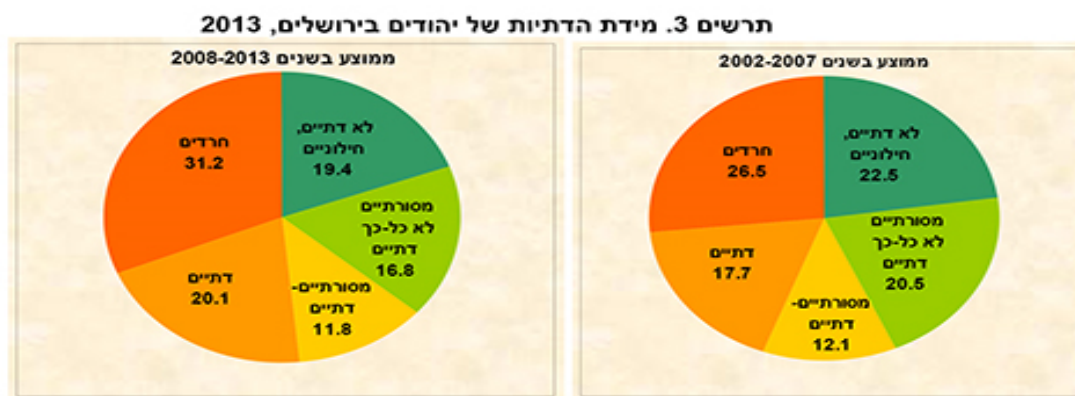 תרשים 3. מידת הדתיות של יהודים בירושלים, 2013
ממוצע בשנים 2002-2007
לא דתיים,
חילוניים
22.5
מסורתיים
לא כל-כך
דתיים
20.5
מסורתיים-
דתיים
12.1
דתיים
17.7
חרדים
26.5
ממוצע בשנים 2008-2013
לא דתיים,
חילוניים
19.4
מסורתיים
לא כל-כך
דתיים
16.8
מסורתיים-
דתיים
11.8
דתיים
20.1
חרדים
31.2